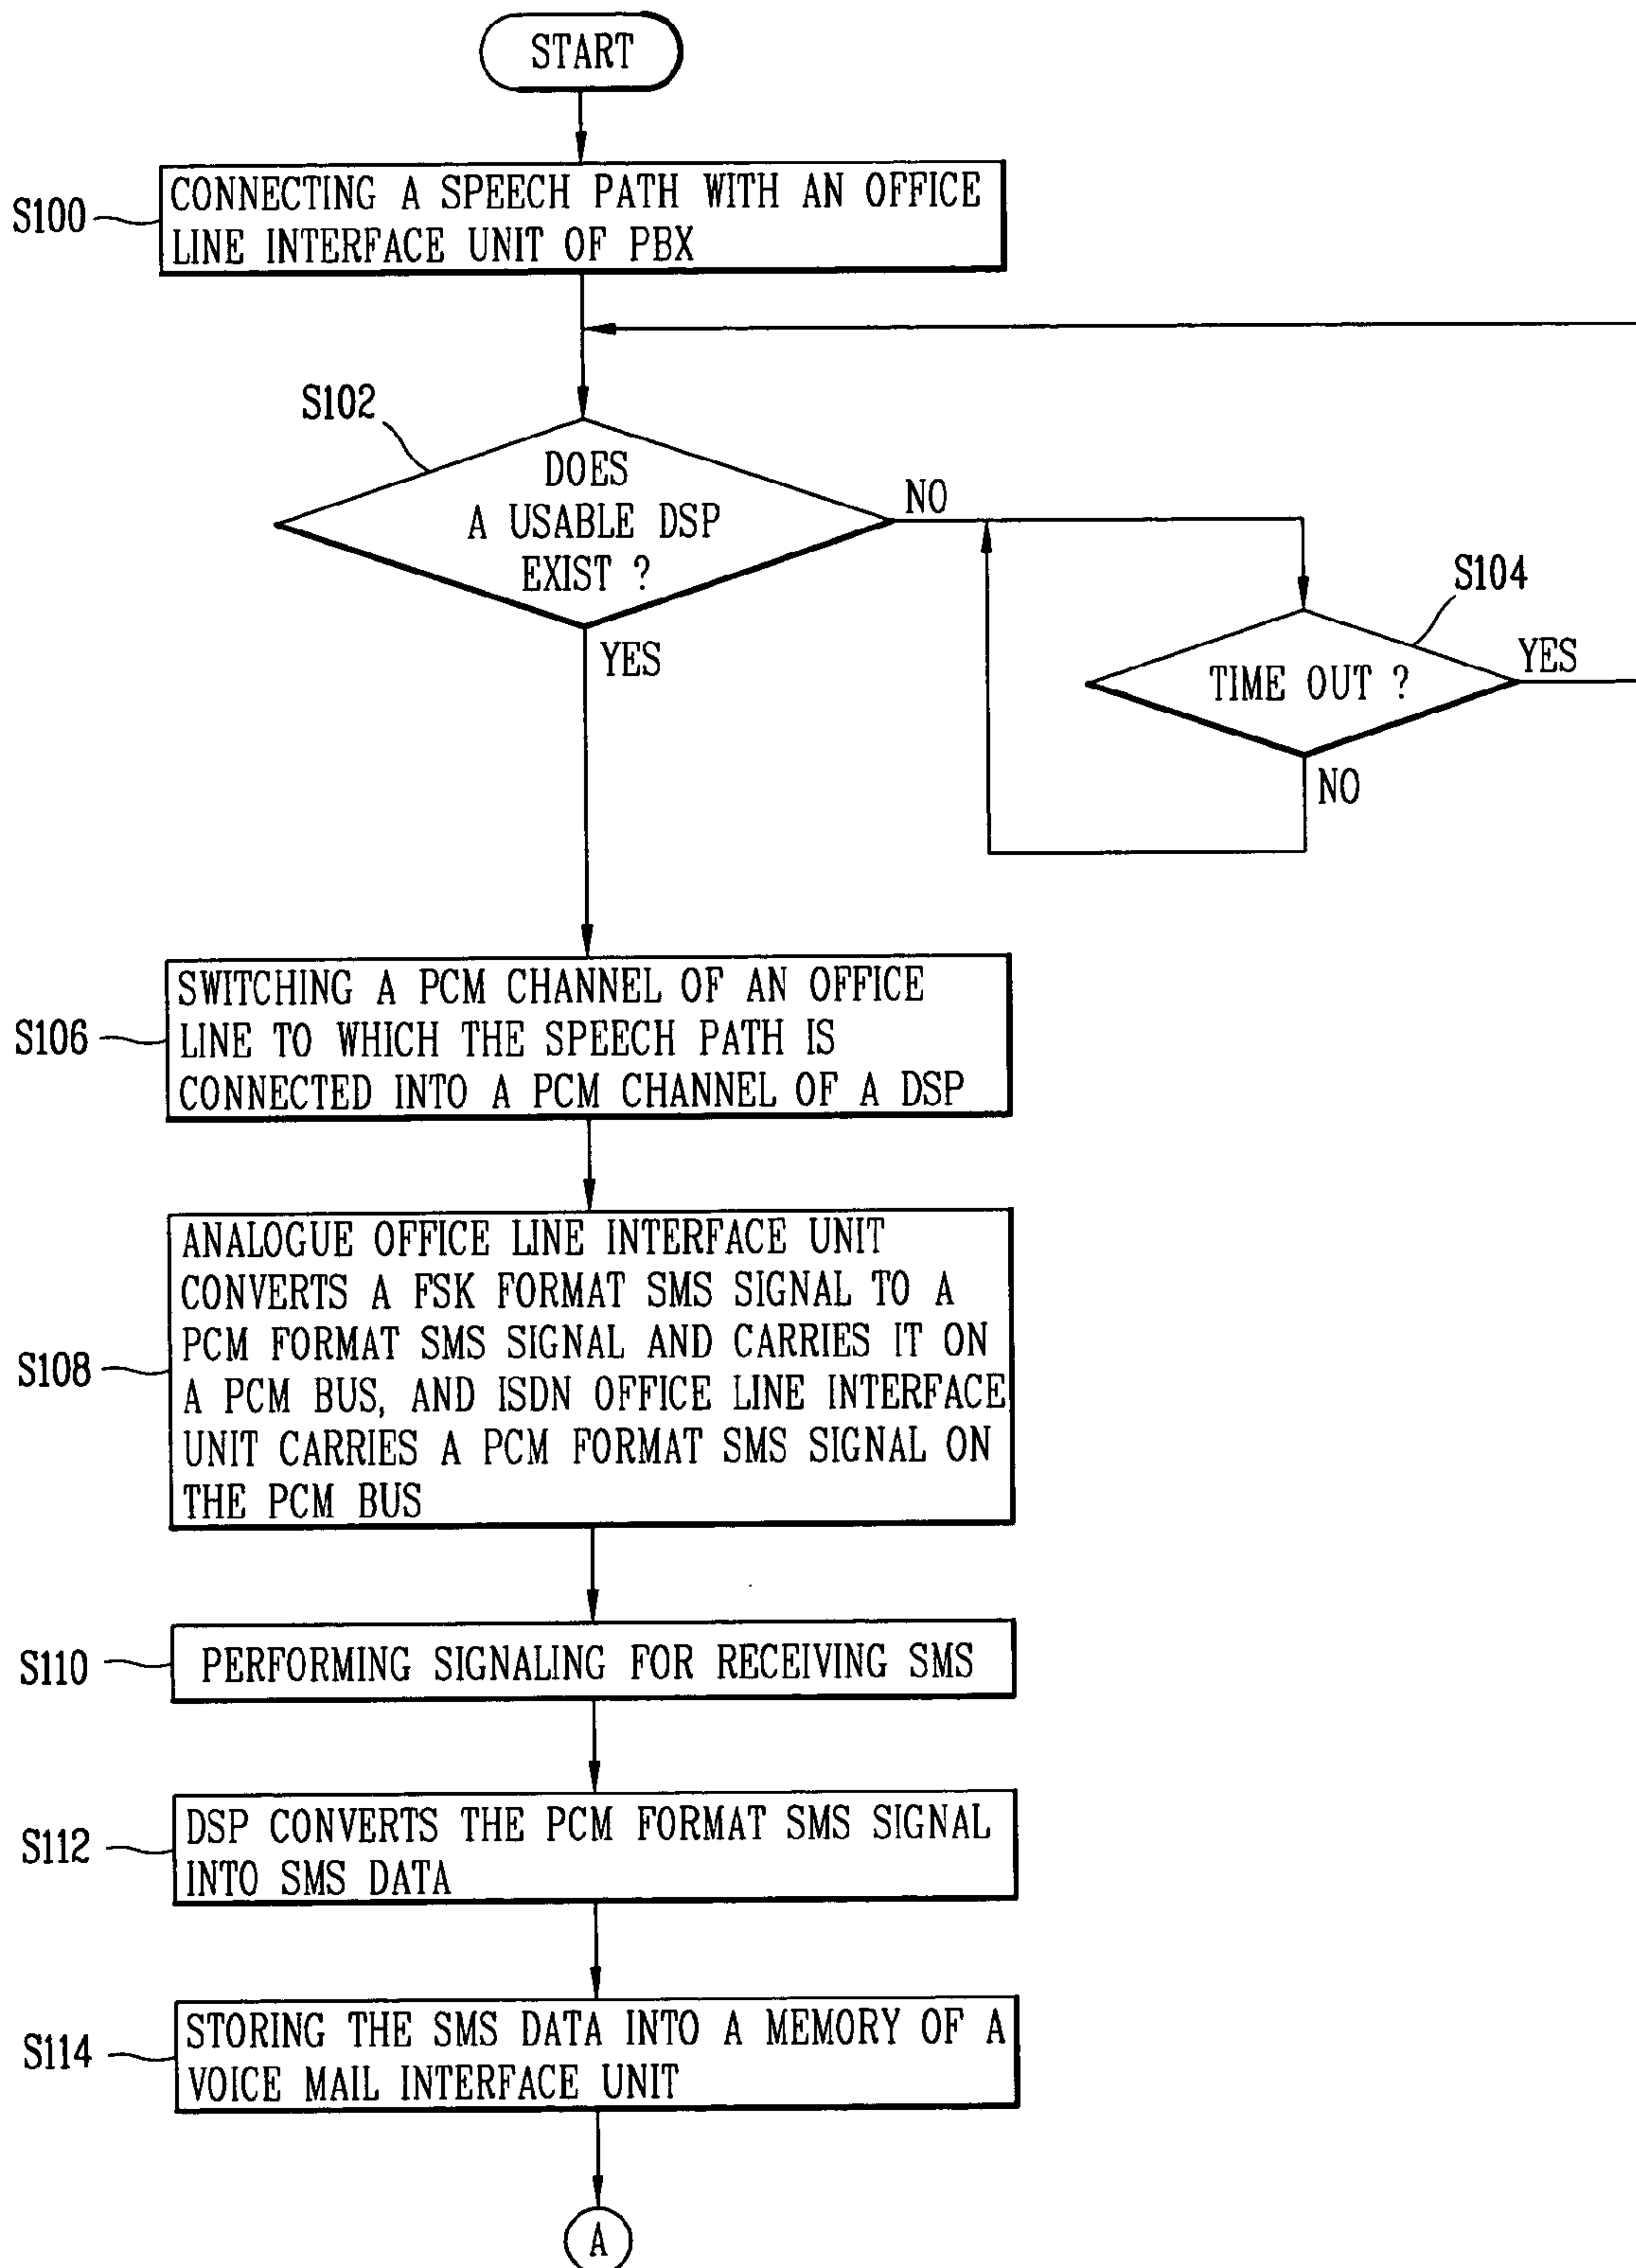 START
S100
CONNECTING A SPEECH PATH WITH AN OFFICE
LINE INTERFACE UNIT OF PBX
S102
DOES
A USABLE DSP
EXIST ?
NO
YES
S104
TIME OUT ?
YES
NO
S106
SWITCHING A PCM CHANNEL OF AN OFFICE
LINE TO WHICH THE SPEECH PATH IS
CONNECTED INTO A PCM CHANNEL OF A DSP
S108
ANALOGUE OFFICE LINE INTERFACE UNIT
CONVERTS A FSK FORMAT SMS SIGNAL TO A
PCM FORMAT SMS SIGNAL AND CARRIES IT ON
A PCM BUS, AND ISDN OFFICE LINE INTERFACE
UNIT CARRIES A PCM FORMAT SMS SIGNAL ON
THE PCM BUS
S110
PERFORMING SIGNALING FOR RECEIVING SMS
S112
DSP CONVERTS THE PCM FORMAT SMS SIGNAL
INTO SMS DATA
S114
STORING THE SMS DATA INTO A MEMORY OF A
VOICE MAIL INTERFACE UNIT
A